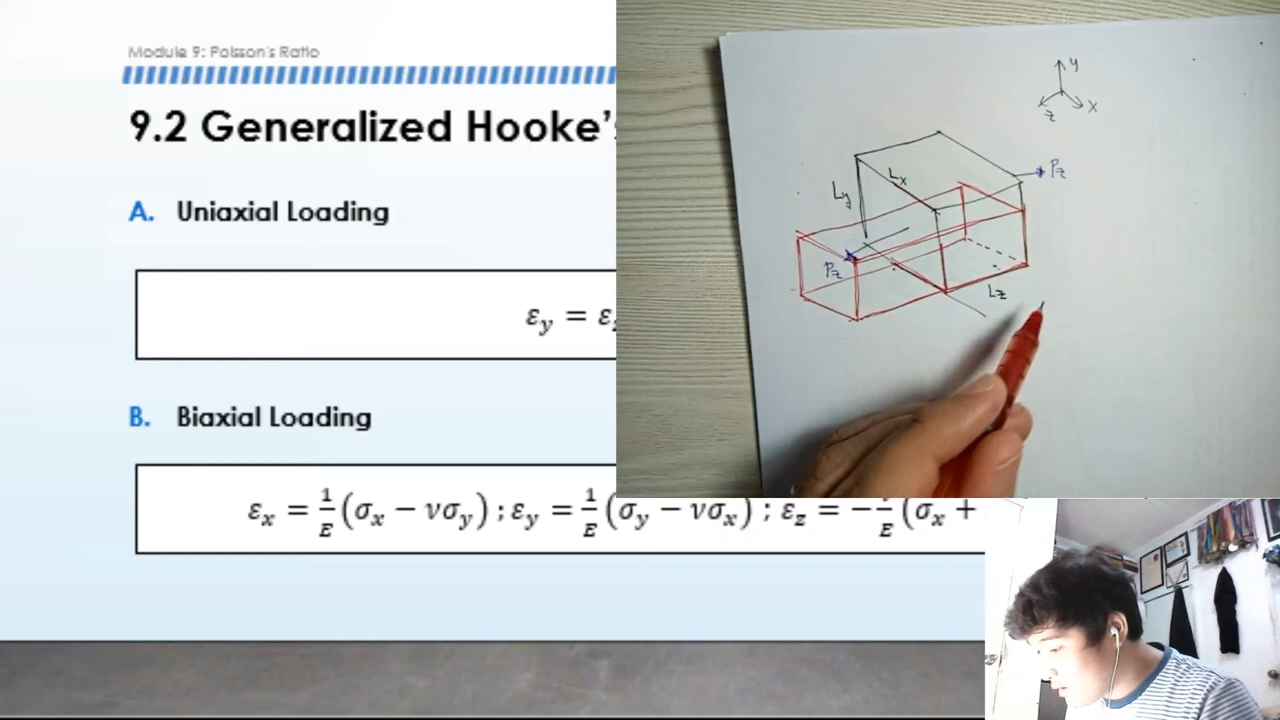 Module 9: Poisson's Ratio
9.2 Generalized Hooke's
A. Uniaxial Loading
εy = ε
B. Biaxial Loading
εx = 1/E (σx − νσy) ; εy = 1/E (σy − νσx) ; εz = − /E (σx +
y
x
z
Pz
Lx
Ly
Pz
Lz